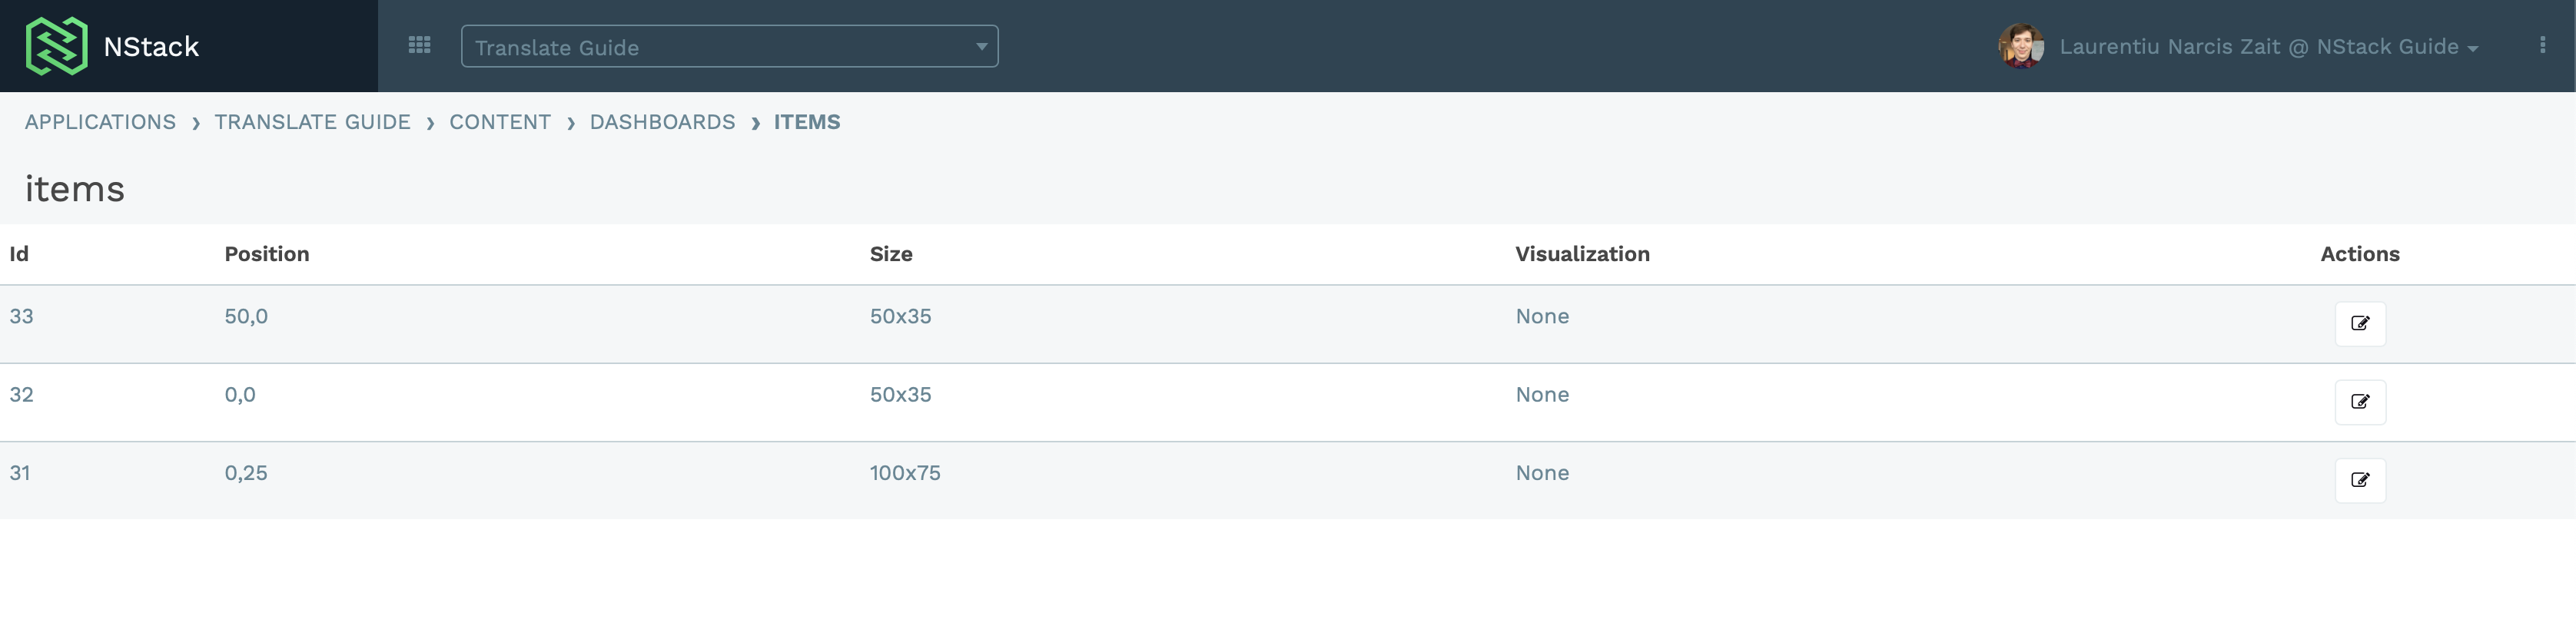 NStack
Translate Guide
Laurentiu Narcis Zait @ NStack Guide
APPLICATIONS › TRANSLATE GUIDE › CONTENT › DASHBOARDS › ITEMS
items
Id Position Size Visualization Actions
33 50,0 50x35 None
32 0,0 50x35 None
31 0,25 100x75 None